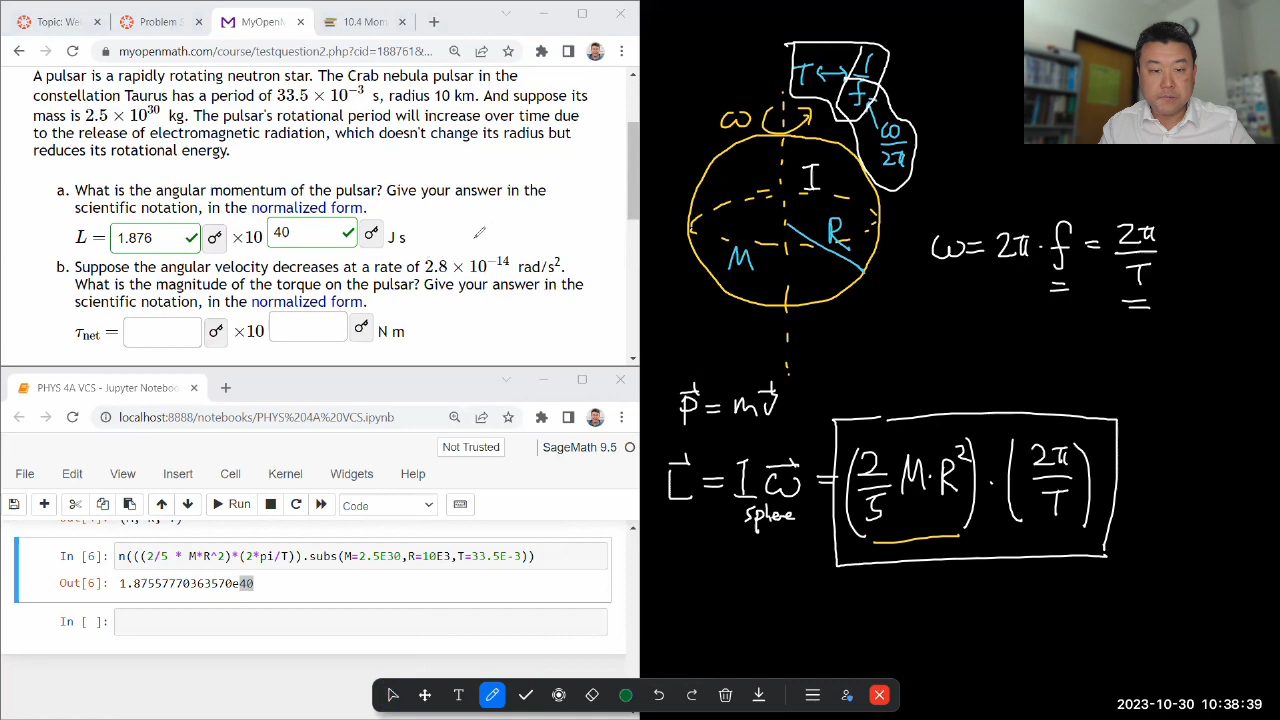 Topic: Wel
Problem S
MyOpenM
10.4 Mom
myopenmath.com/course/testquestion2.php?cid=188761&...
A pulsar is a rapidly rotating neutron star. The Crab nebula pulsar in the
constellation Taurus has a period of 33.5 × 10⁻³ s, radius 10 km. And suppose its
mass is 2.5 × 10³⁰ kg. The pulsar's rotational period will increase over time due
to the release of electromagnetic radiation, which doesn't change its radius but
reduces its rotational energy.
a. What is the angular momentum of the pulsar? Give your answer in the
scientific notation, in the normalized form.
L = 1.876 ×10 40 J s
b. Suppose the angular velocity decreases at a rate of 2.8 × 10⁻¹⁴ rad/s².
What is the magnitude of the torque on the pulsar? Give your answer in the
scientific notation, in the normalized form.
τnet = ×10 N m
PHYS 4A VCS - Jupyter Notebo
localhost:8888/notebooks/PHYS%204A%20VCS.ipynb
Not Trusted
SageMath 9.5
File Edit View Insert Cell Kernel Widgets Help
Run
Code
In [6]: n(((2/5 * M*R^2)*(2*pi/T)).subs(M=2.5E30,R=10E3,T=33.5E-3))
Out[6]: 1.87557770363570e40
In [ ]:
T ↔ 1/f
ω/2π
ω
I
R
M
ω = 2π · f = 2π/T
p⃗ = mv⃗
L⃗ = I ω⃗ = (2/5 M·R²) · (2π/T)
sphere
T
2023-10-30 10:38:39